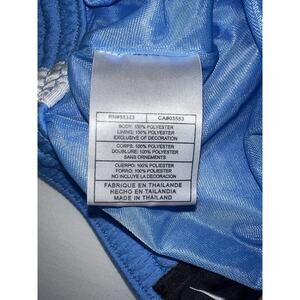 RN#56323 CA#05553
BODY: 100% POLYESTER
LINING: 100% POLYESTER
EXCLUSIVE OF DECORATION
CORPS: 100% POLYESTER
DOUBLURE: 100% POLYESTER
SANS ORNEMENTS
CUERPO: 100% POLIESTER
FORRO: 100% POLIESTER
NO INCLUYE LA DECORACION
FABRIQUE EN THAILANDE
HECHO EN TAILANDIA
MADE IN THAILAND